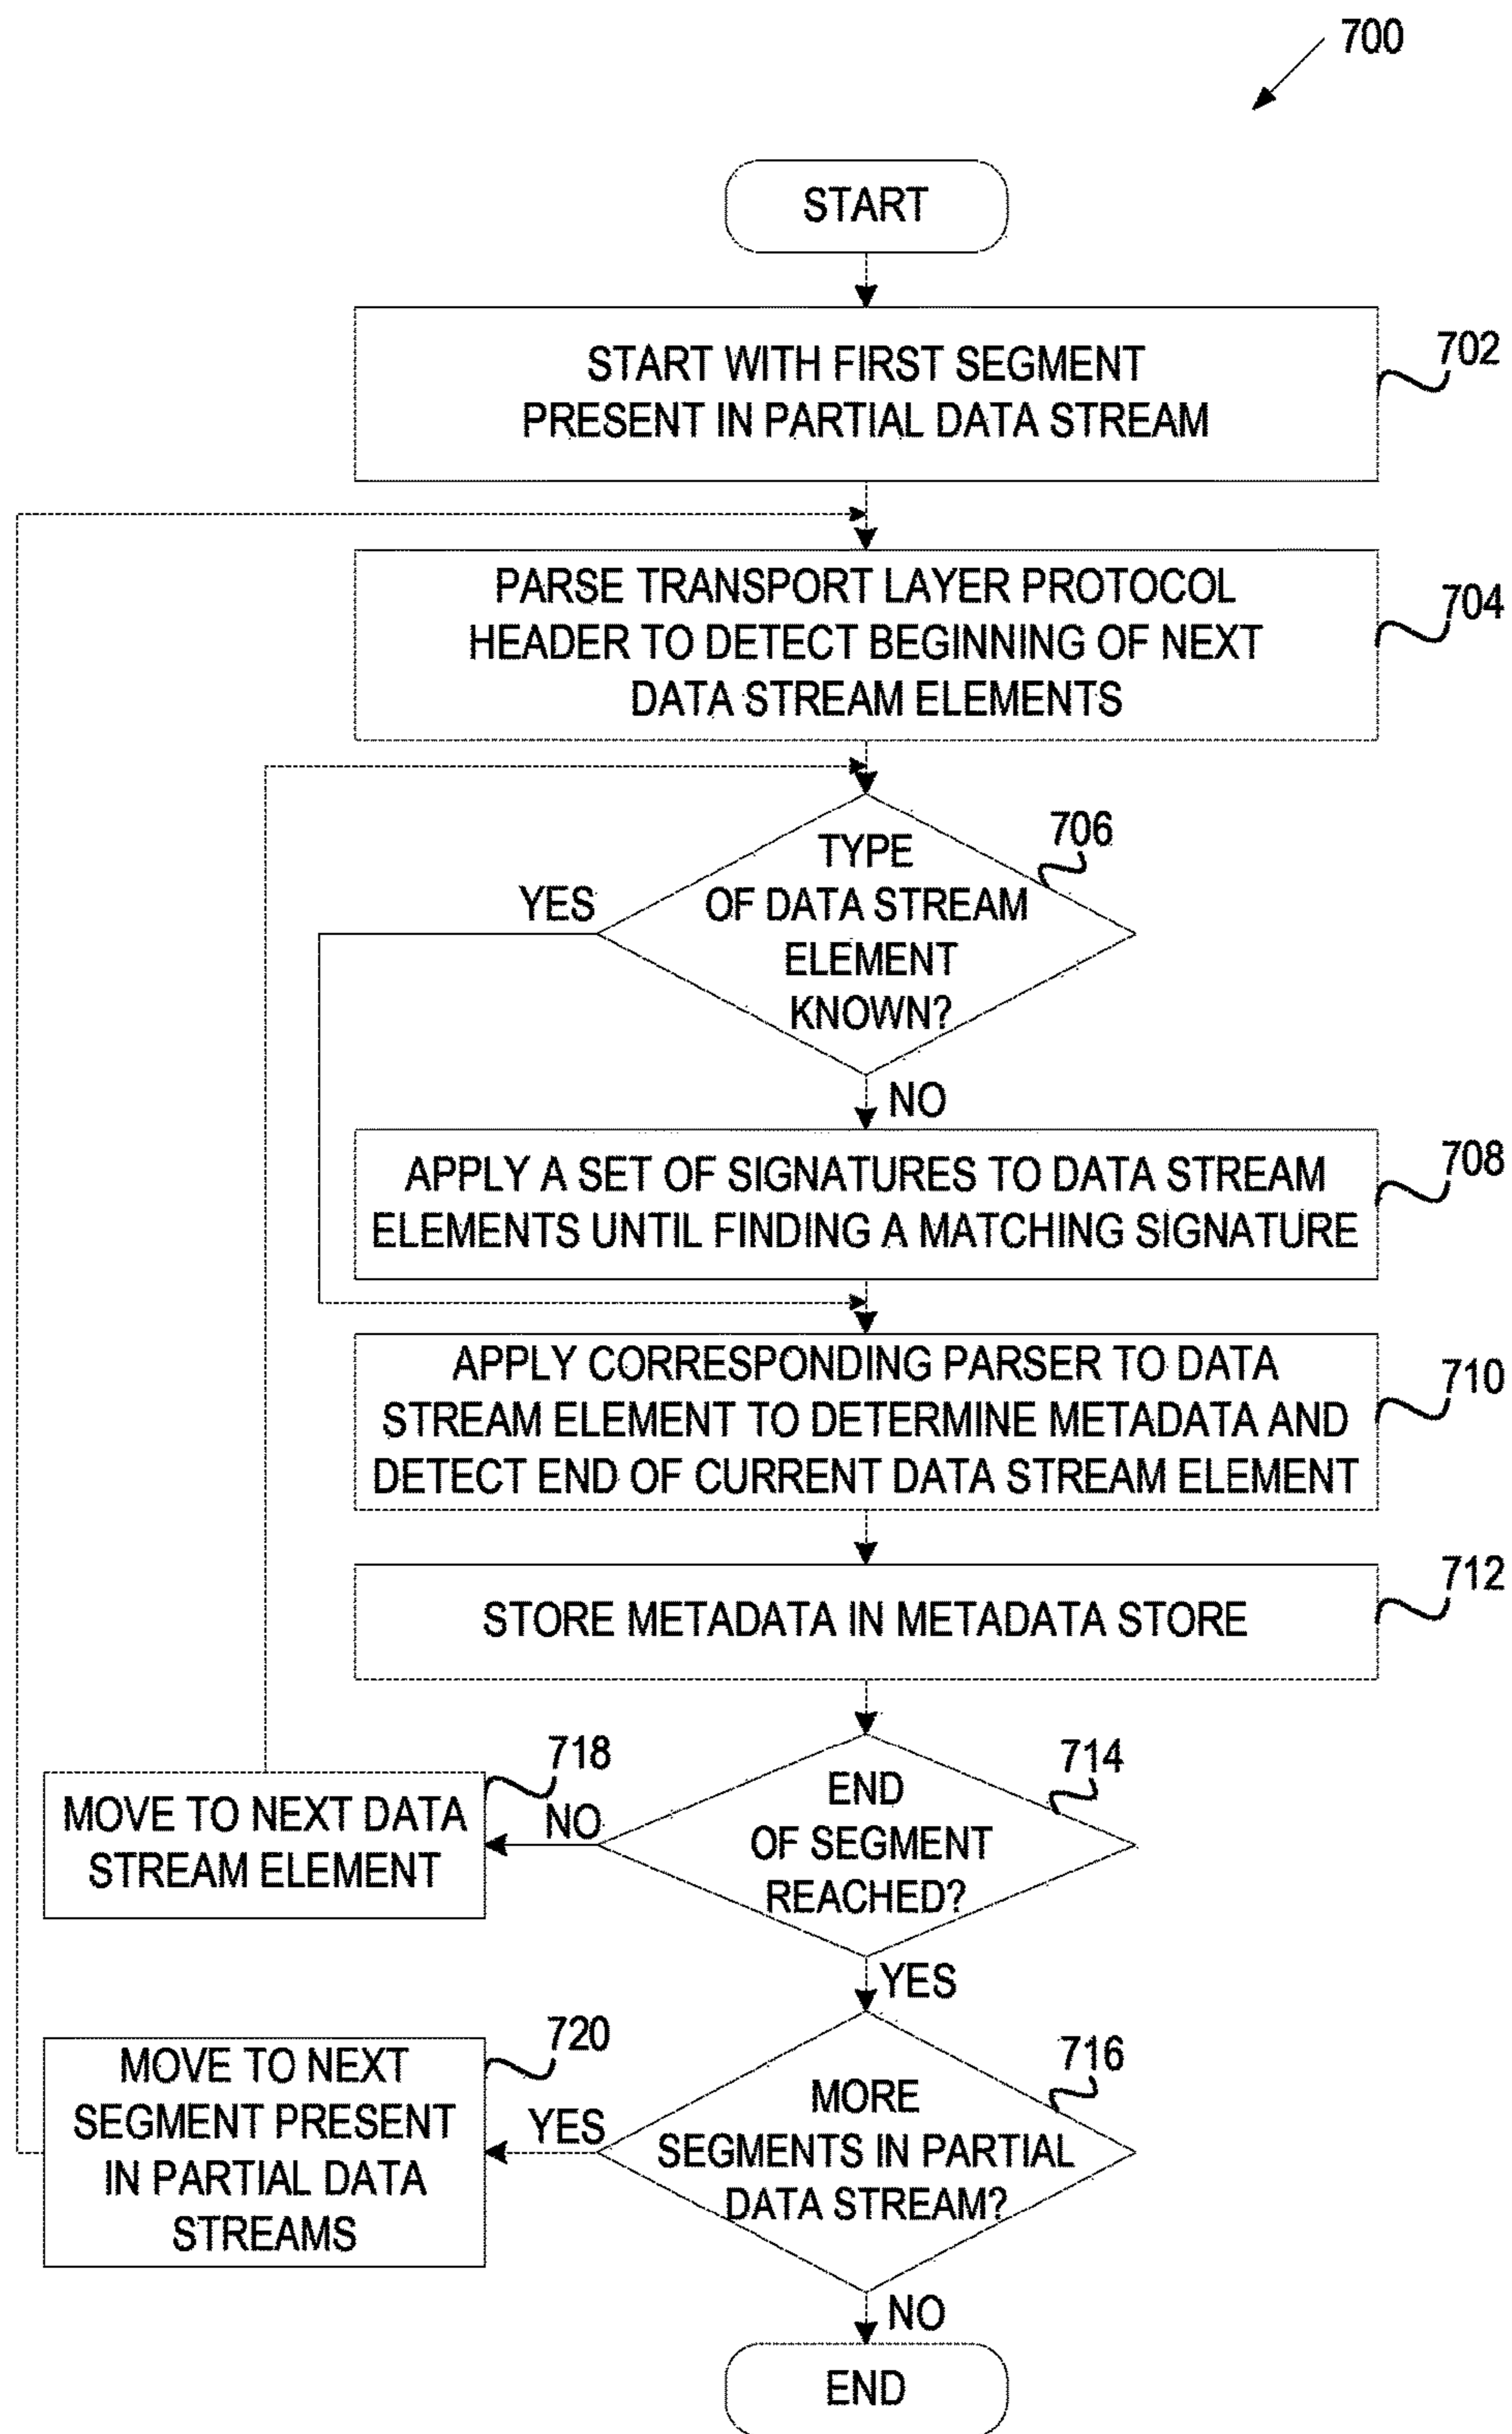 700
START
702
START WITH FIRST SEGMENT
PRESENT IN PARTIAL DATA STREAM
704
PARSE TRANSPORT LAYER PROTOCOL
HEADER TO DETECT BEGINNING OF NEXT
DATA STREAM ELEMENTS
706
TYPE
OF DATA STREAM
ELEMENT
KNOWN?
YES
NO
708
APPLY A SET OF SIGNATURES TO DATA STREAM
ELEMENTS UNTIL FINDING A MATCHING SIGNATURE
710
APPLY CORRESPONDING PARSER TO DATA
STREAM ELEMENT TO DETERMINE METADATA AND
DETECT END OF CURRENT DATA STREAM ELEMENT
712
STORE METADATA IN METADATA STORE
714
END
OF SEGMENT
REACHED?
NO
718
MOVE TO NEXT DATA
STREAM ELEMENT
YES
716
MORE
SEGMENTS IN PARTIAL
DATA STREAM?
YES
720
MOVE TO NEXT
SEGMENT PRESENT
IN PARTIAL DATA
STREAMS
NO
END